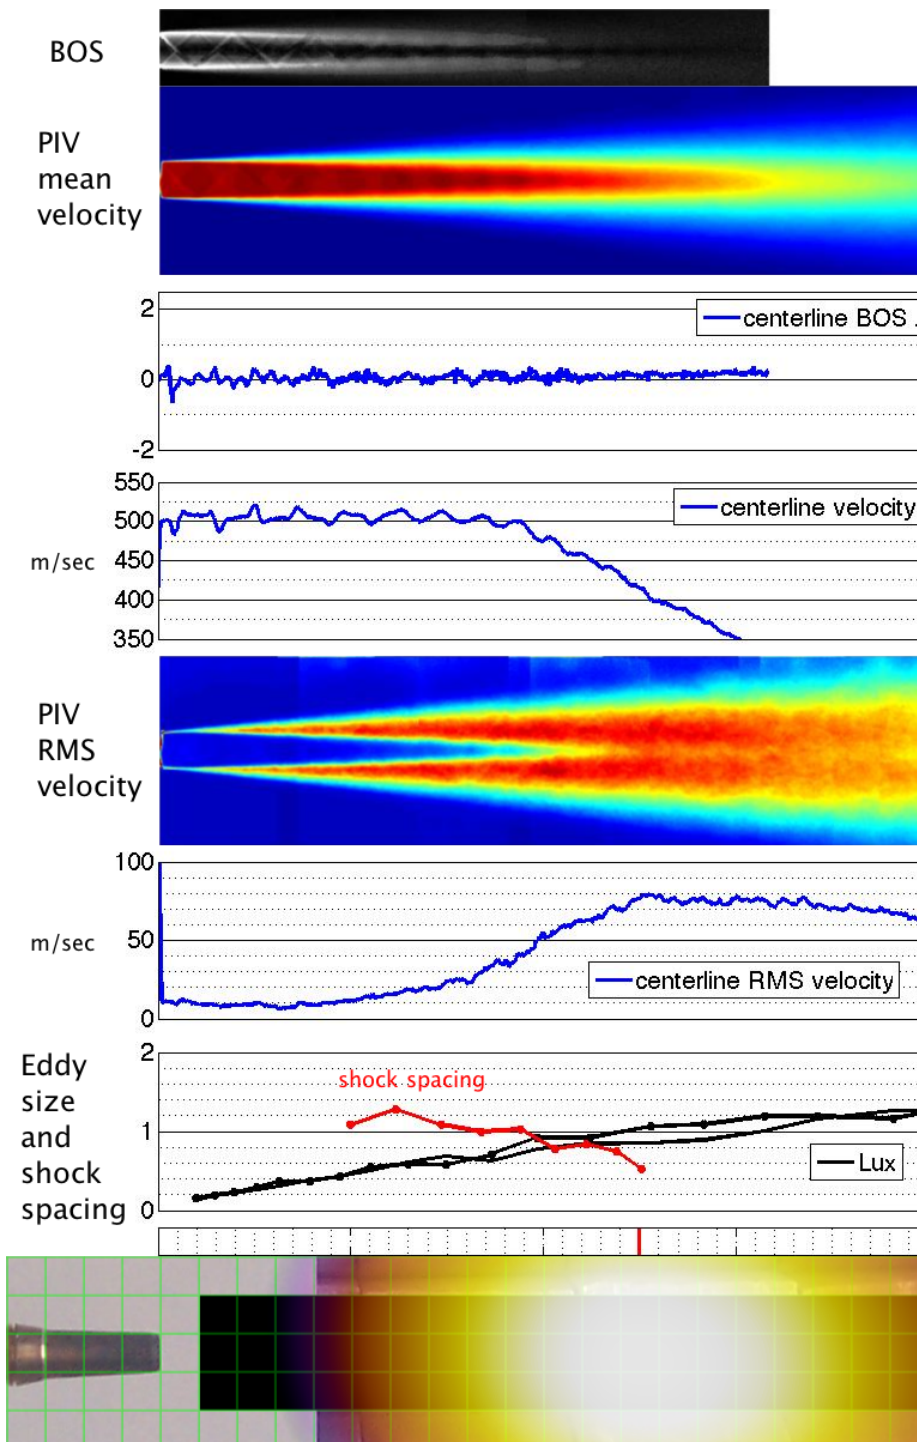 BOS
PIV
mean
velocity
2
centerline BOS .
0
-2
550
centerline velocity
500
m/sec
450
400
350
PIV
RMS
velocity
100
m/sec
50
centerline RMS velocity
0
Eddy
size
and
shock
spacing
2
shock spacing
1
Lux
0